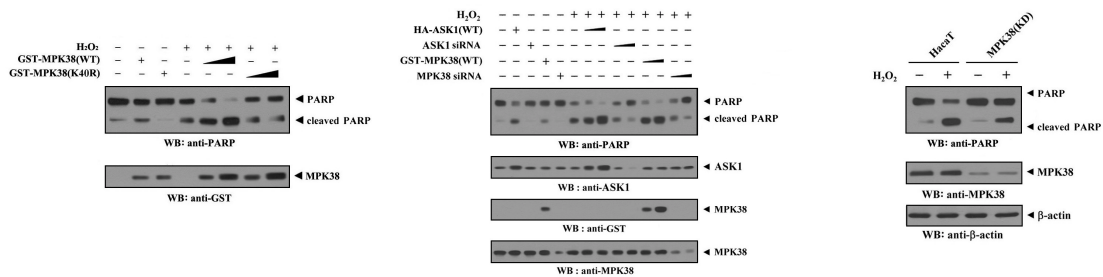 H₂O₂ – – – + + + + +
GST-MPK38(WT) – + – – – –
GST-MPK38(K40R) – – + – – –
◄ PARP
◄ cleaved PARP
WB: anti-PARP
◄ MPK38
WB: anti-GST
H₂O₂ – – – – – + + + + + + + + +
HA-ASK1(WT) – + – – – – – – – – – –
ASK1 siRNA – – + – – – – – – – – –
GST-MPK38(WT) – – – + – – – – – – – –
MPK38 siRNA – – – – + – – – – – – –
◄ PARP
◄ cleaved PARP
WB: anti-PARP
◄ ASK1
WB : anti-ASK1
◄ MPK38
WB : anti-GST
◄ MPK38
WB : anti-MPK38
HacaT MPK38(KD)
H₂O₂ – + – +
◄ PARP
◄ cleaved PARP
WB: anti-PARP
◄ MPK38
WB: anti-MPK38
◄ β-actin
WB: anti-β-actin